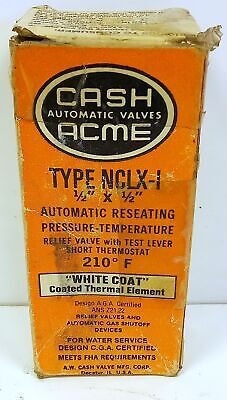 CASH
AUTOMATIC VALVES
ACME
TYPE NCLX-1
½" x ½"
AUTOMATIC RESEATING
PRESSURE-TEMPERATURE
RELIEF VALVE with TEST LEVER
SHORT THERMOSTAT
210° F
"WHITE COAT"
Coated Thermal Element
Design A.G.A. Certified
ANS Z21.22
RELIEF VALVES AND
AUTOMATIC GAS SHUTOFF
DEVICES
FOR WATER SERVICE
DESIGN C.G.A. CERTIFIED
MEETS FHA REQUIREMENTS
A.W. CASH VALVE MFG. CORP.
Decatur IL U.S.A.